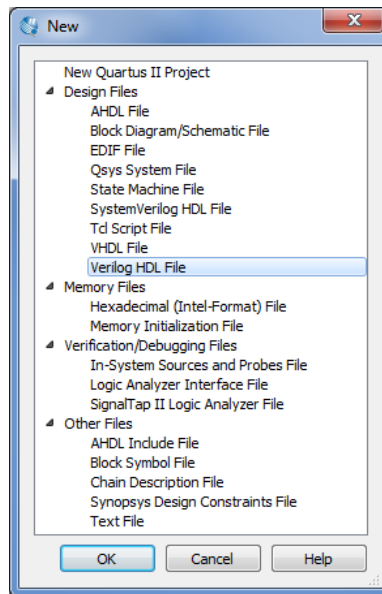 New
New Quartus II Project
Design Files
AHDL File
Block Diagram/Schematic File
EDIF File
Qsys System File
State Machine File
SystemVerilog HDL File
Tcl Script File
VHDL File
Verilog HDL File
Memory Files
Hexadecimal (Intel-Format) File
Memory Initialization File
Verification/Debugging Files
In-System Sources and Probes File
Logic Analyzer Interface File
SignalTap II Logic Analyzer File
Other Files
AHDL Include File
Block Symbol File
Chain Description File
Synopsys Design Constraints File
Text File
OK Cancel Help